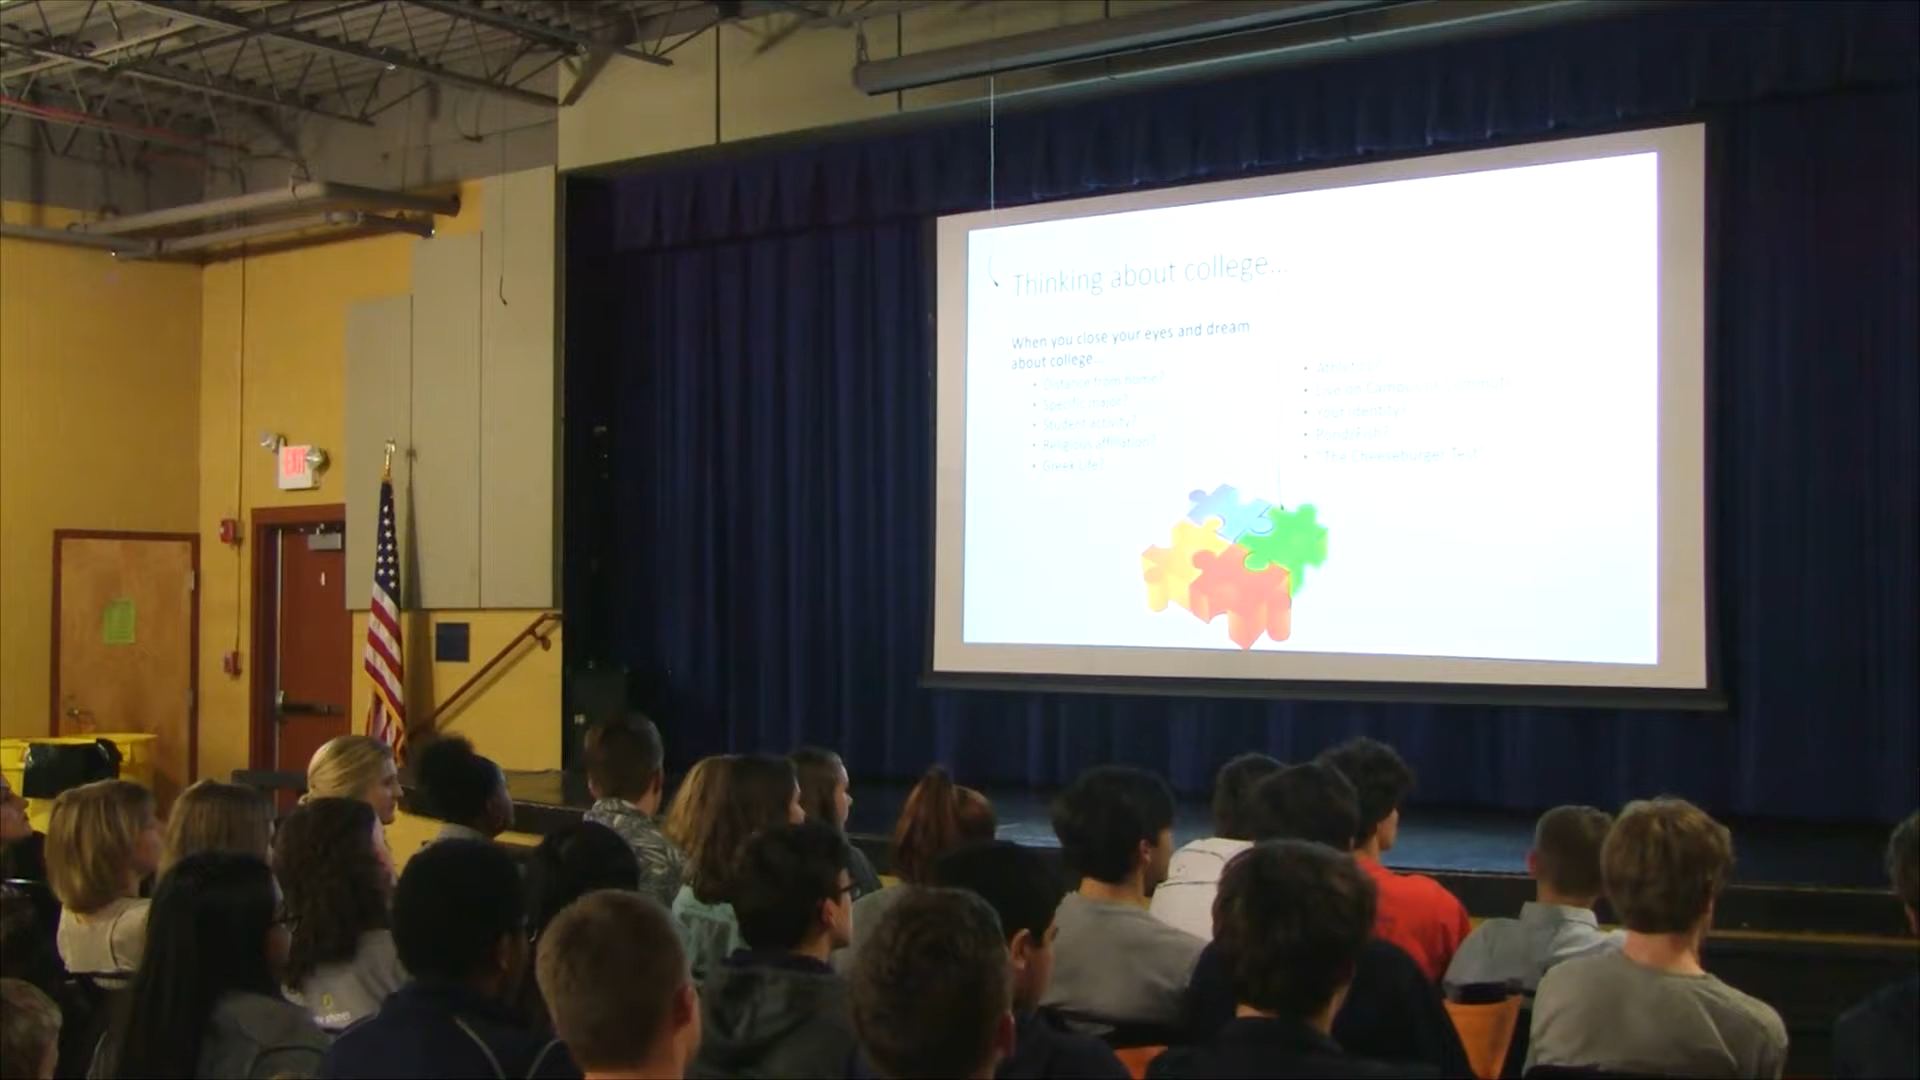 EXIT
Thinking about college...
When you close your eyes and dream
about college...
• Distance from home?
• Specific major?
• Student activity?
• Religious affiliation?
• Greek Life?
• Athletics?
• Live on Campus or Commute
• Your Identity?
• Pond/Fish?
• "The Cheeseburger Test"